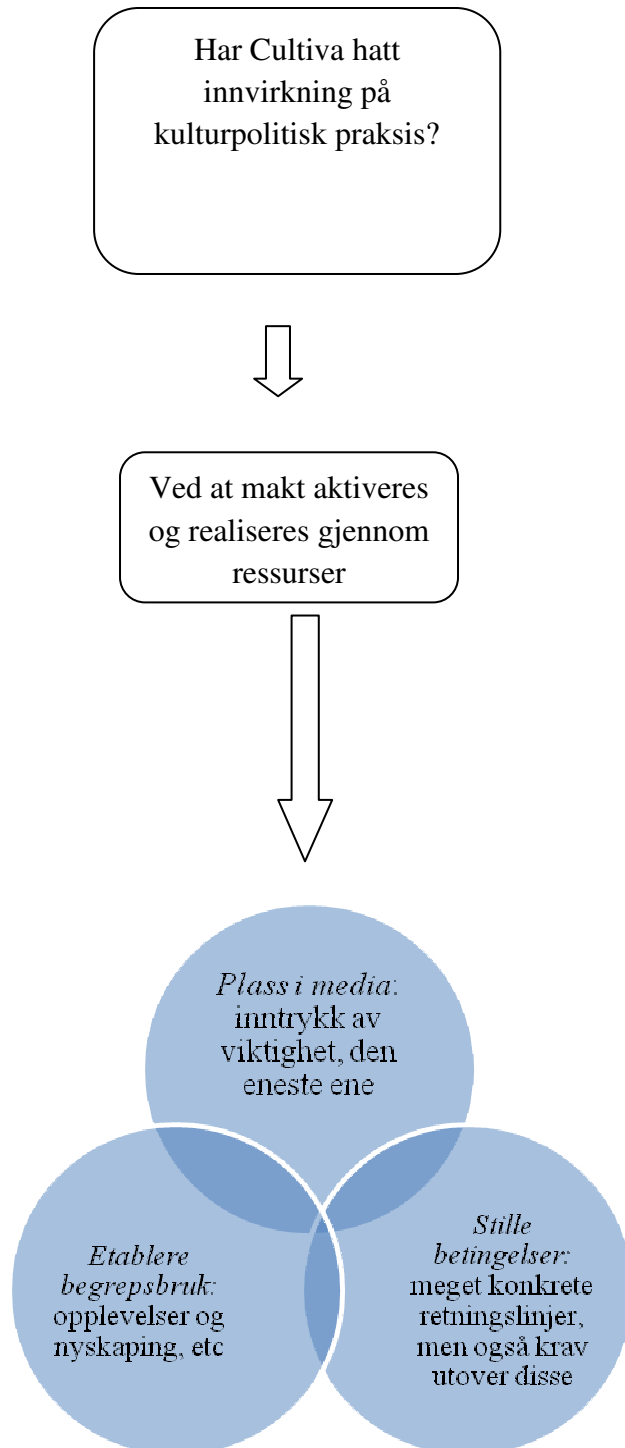 Har Cultiva hatt
innvirkning på
kulturpolitisk praksis?
Ved at makt aktiveres
og realiseres gjennom
ressurser
Plass i media:
inntrykk av
viktighet, den
eneste ene
Etablere
begrepsbruk:
opplevelser og
nyskaping, etc
Stille
betingelser:
meget konkrete
retningslinjer,
men også krav
utover disse